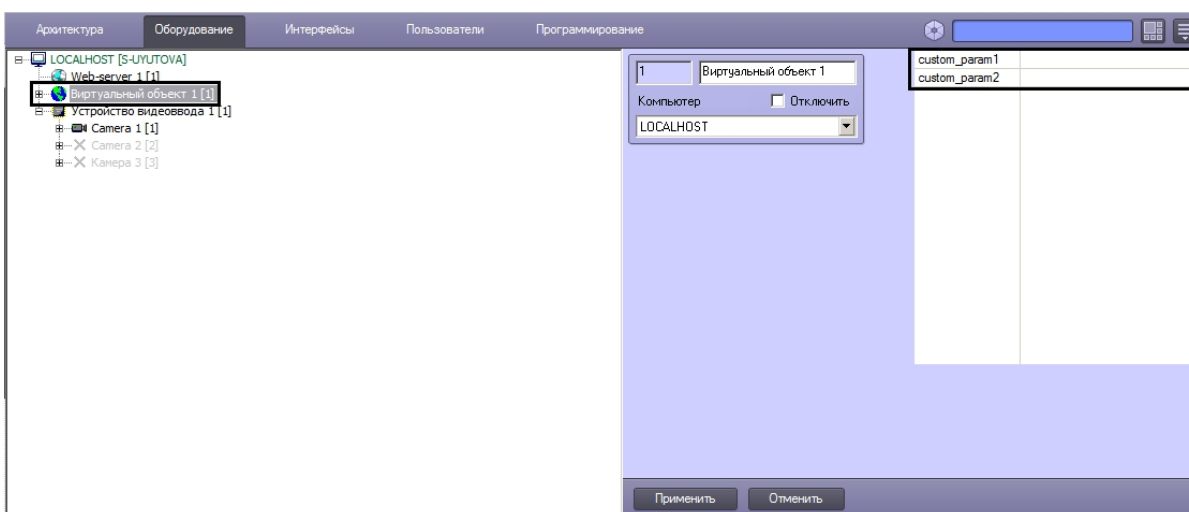 Архитектура
Оборудование
Интерфейсы
Пользователи
Программирование
LOCALHOST [S-UYUTOVA]
Web-server 1 [1]
Виртуальный объект 1 [1]
Устройство видеоввода 1 [1]
Camera 1 [1]
Camera 2 [2]
Камера 3 [3]
1
Виртуальный объект 1
Компьютер
Отключить
LOCALHOST
custom_param1
custom_param2
Применить
Отменить